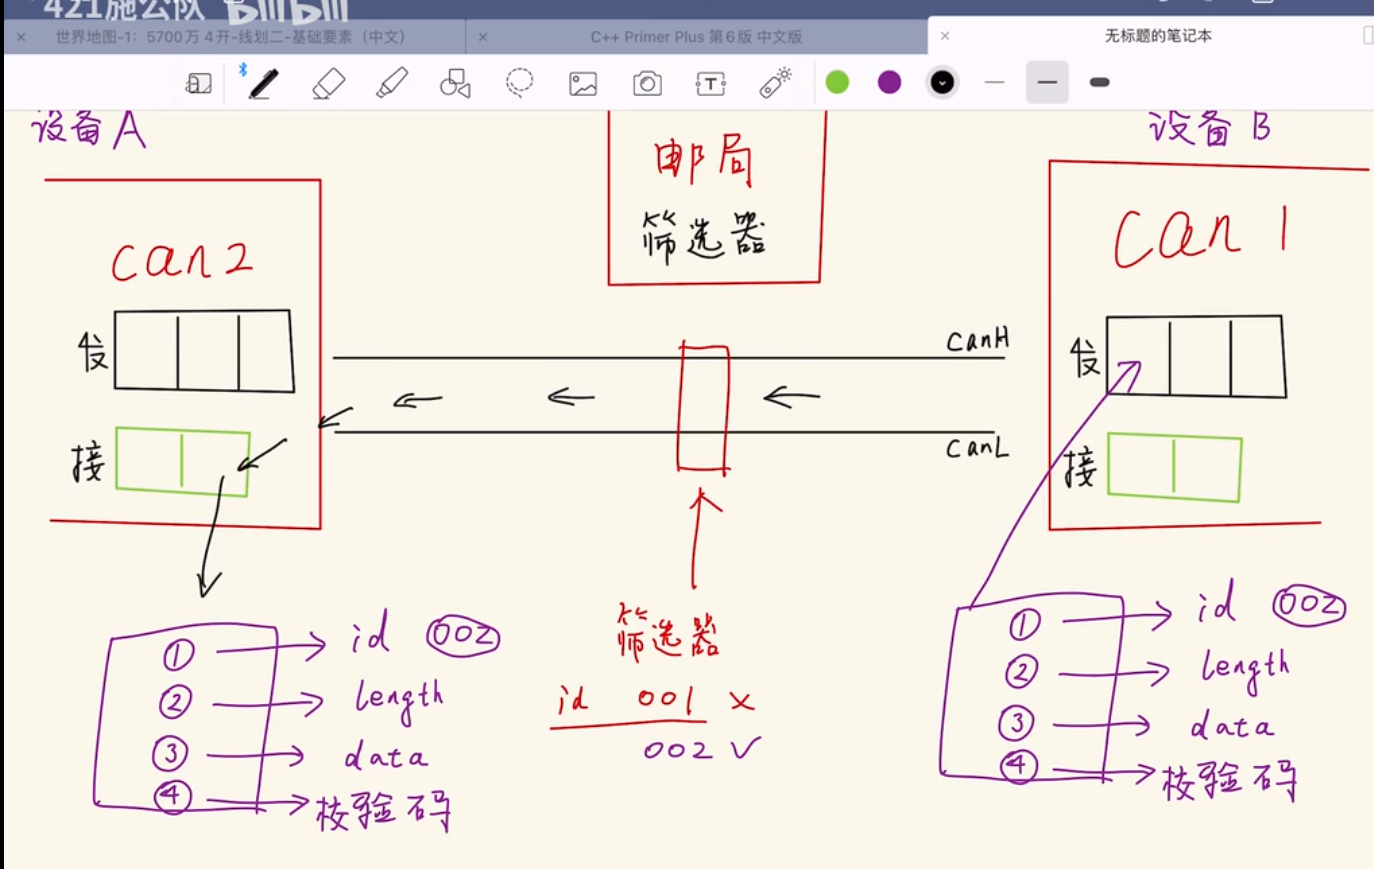 421施公队 bilibili
× 世界地图-1：5700万 4开-线划二-基础要素（中文） × C++ Primer Plus 第6版 中文版 × 无标题的笔记本
T
设备A
邮局
筛选器
设备 B
can2
发
接
can 1
发
接
canH
canL
① id 002
② length
③ data
④ 校验码
筛选器
id 001 ×
002 √
① id 002
② length
③ data
④ 校验码